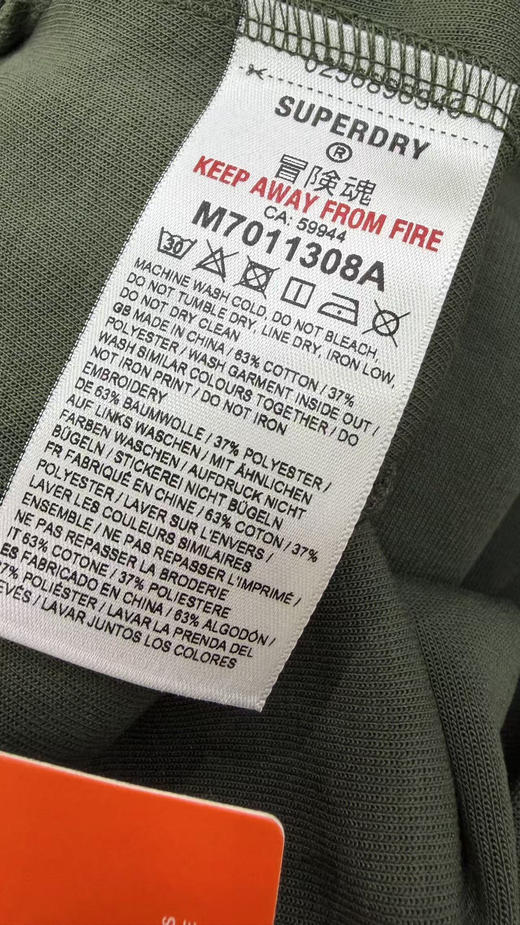 SUPERDRY
®
冒険魂
KEEP AWAY FROM FIRE
CA: 59944
M7011308A
30
MACHINE WASH COLD, DO NOT BLEACH,
DO NOT TUMBLE DRY, LINE DRY, IRON LOW,
DO NOT DRY CLEAN
GB MADE IN CHINA / 63% COTTON / 37%
POLYESTER / WASH GARMENT INSIDE OUT /
WASH SIMILAR COLOURS TOGETHER / DO
NOT IRON PRINT / DO NOT IRON
EMBROIDERY
DE 63% BAUMWOLLE / 37% POLYESTER /
AUF LINKS WASCHEN / MIT ÄHNLICHEN
FARBEN WASCHEN / AUFDRUCK NICHT
BÜGELN / STICKEREI NICHT BÜGELN
FR FABRIQUÉ EN CHINE / 63% COTON / 37%
POLYESTER / LAVER SUR L'ENVERS /
LAVER LES COULEURS SIMILAIRES
ENSEMBLE / NE PAS REPASSER L'IMPRIMÉ /
NE PAS REPASSER LA BRODERIE
IT 63% COTONE / 37% POLIESTERE
ES FABRICADO EN CHINA / 63% ALGODÓN /
37% POLIÉSTER / LAVAR LA PRENDA DEL
REVÉS / LAVAR JUNTOS LOS COLORES